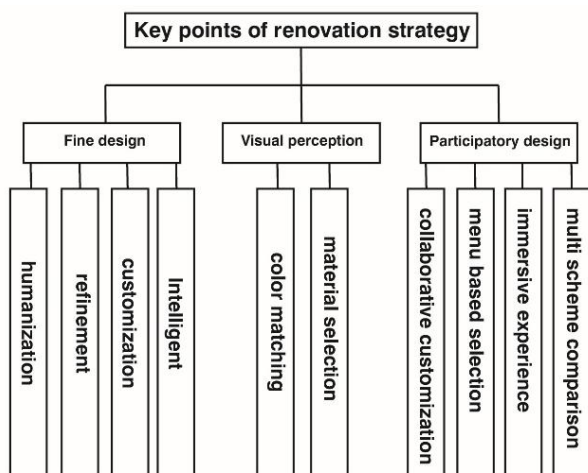 Key points of renovation strategy
Fine design
Visual perception
Participatory design
humanization
refinement
customization
Intelligent
color matching
material selection
collaborative customization
menu based selection
immersive experience
multi scheme comparison